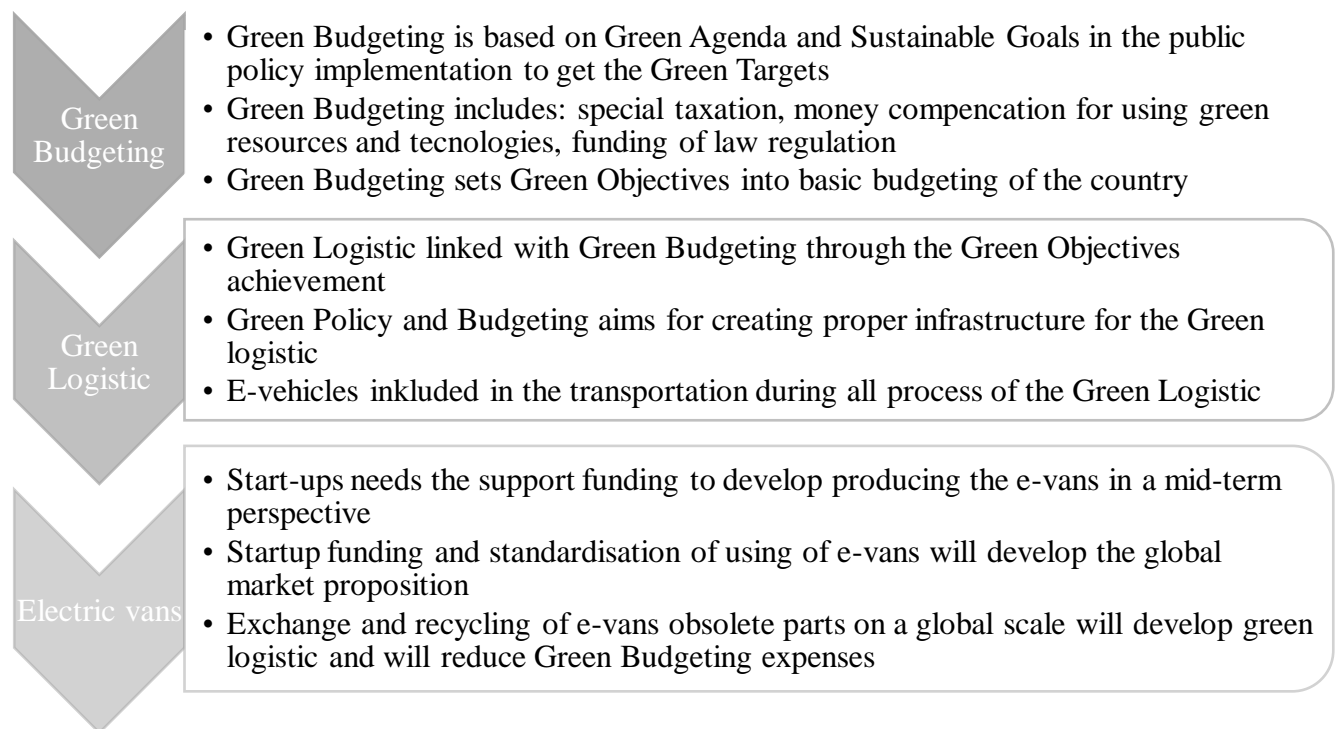 Green
Budgeting
• Green Budgeting is based on Green Agenda and Sustainable Goals in the public
policy implementation to get the Green Targets
• Green Budgeting includes: special taxation, money compencation for using green
resources and tecnologies, funding of law regulation
• Green Budgeting sets Green Objectives into basic budgeting of the country
Green
Logistic
• Green Logistic linked with Green Budgeting through the Green Objectives
achievement
• Green Policy and Budgeting aims for creating proper infrastructure for the Green
logistic
• E-vehicles inkluded in the transportation during all process of the Green Logistic
Electric vans
• Start-ups needs the support funding to develop producing the e-vans in a mid-term
perspective
• Startup funding and standardisation of using of e-vans will develop the global
market proposition
• Exchange and recycling of e-vans obsolete parts on a global scale will develop green
logistic and will reduce Green Budgeting expenses